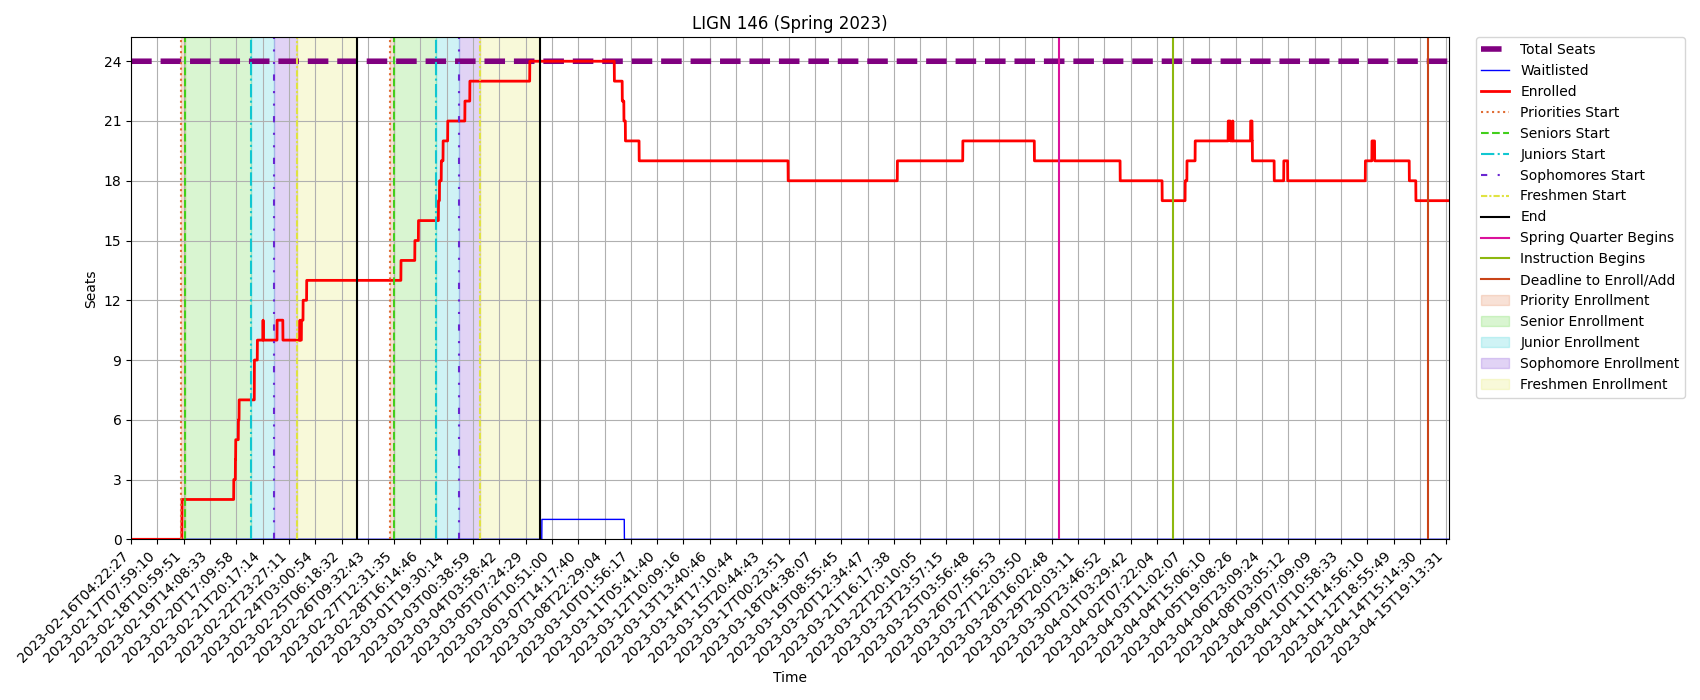 LIGN 146 (Spring 2023)
Seats
24
21
18
15
12
9
6
3
0
2023-02-16T04:22:27
2023-02-17T07:59:10
2023-02-18T10:59:51
2023-02-19T14:08:33
2023-02-20T17:09:58
2023-02-21T20:17:14
2023-02-22T23:27:11
2023-02-24T03:00:54
2023-02-25T06:18:32
2023-02-26T09:32:43
2023-02-27T12:31:35
2023-02-28T16:14:46
2023-03-01T19:30:14
2023-03-03T00:38:59
2023-03-04T03:58:42
2023-03-05T07:24:29
2023-03-06T10:51:00
2023-03-07T14:17:40
2023-03-08T22:29:04
2023-03-10T01:56:17
2023-03-11T05:41:40
2023-03-12T10:09:16
2023-03-13T13:40:46
2023-03-14T17:10:44
2023-03-15T20:44:43
2023-03-17T00:23:51
2023-03-18T04:38:07
2023-03-19T08:55:45
2023-03-20T12:34:47
2023-03-21T16:17:38
2023-03-22T20:10:05
2023-03-23T23:57:15
2023-03-25T03:56:48
2023-03-26T07:56:53
2023-03-27T12:03:50
2023-03-28T16:02:48
2023-03-29T20:03:11
2023-03-30T23:46:52
2023-04-01T03:29:42
2023-04-02T07:22:04
2023-04-03T11:02:07
2023-04-04T15:06:10
2023-04-05T19:08:26
2023-04-06T23:09:24
2023-04-08T03:05:12
2023-04-09T07:09:09
2023-04-10T10:58:33
2023-04-11T14:56:10
2023-04-12T18:55:49
2023-04-14T15:14:30
2023-04-15T19:13:31
Time
Total Seats
Waitlisted
Enrolled
Priorities Start
Seniors Start
Juniors Start
Sophomores Start
Freshmen Start
End
Spring Quarter Begins
Instruction Begins
Deadline to Enroll/Add
Priority Enrollment
Senior Enrollment
Junior Enrollment
Sophomore Enrollment
Freshmen Enrollment